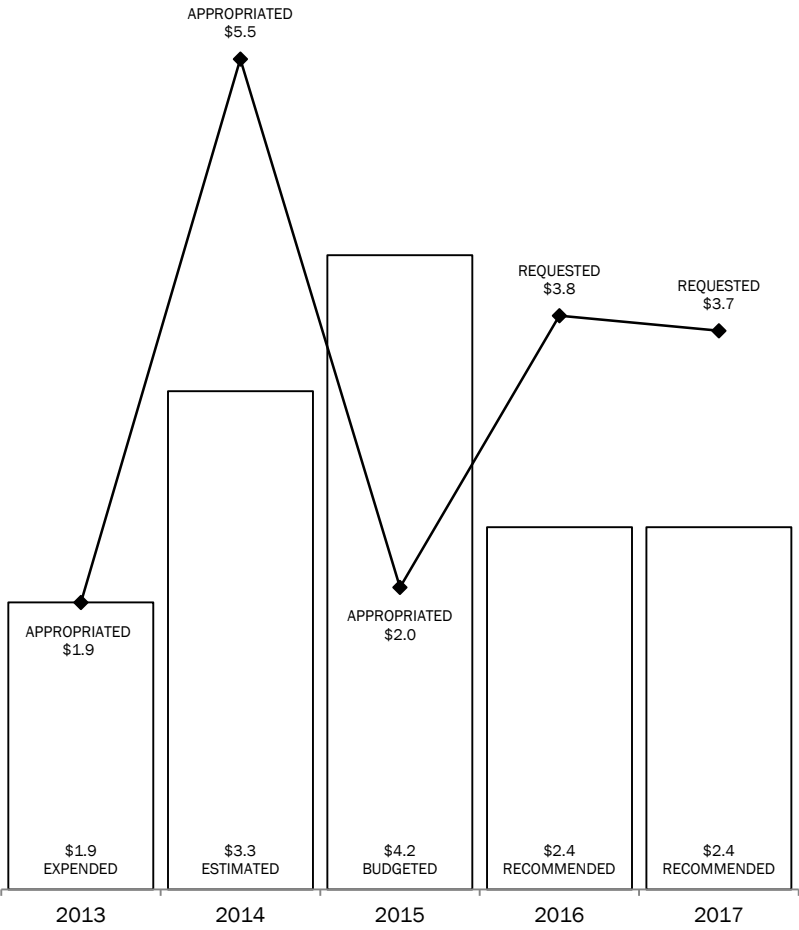 APPROPRIATED
$5.5
REQUESTED
$3.8
REQUESTED
$3.7
APPROPRIATED
$1.9
APPROPRIATED
$2.0
$1.9
EXPENDED
$3.3
ESTIMATED
$4.2
BUDGETED
$2.4
RECOMMENDED
$2.4
RECOMMENDED
2013
2014
2015
2016
2017